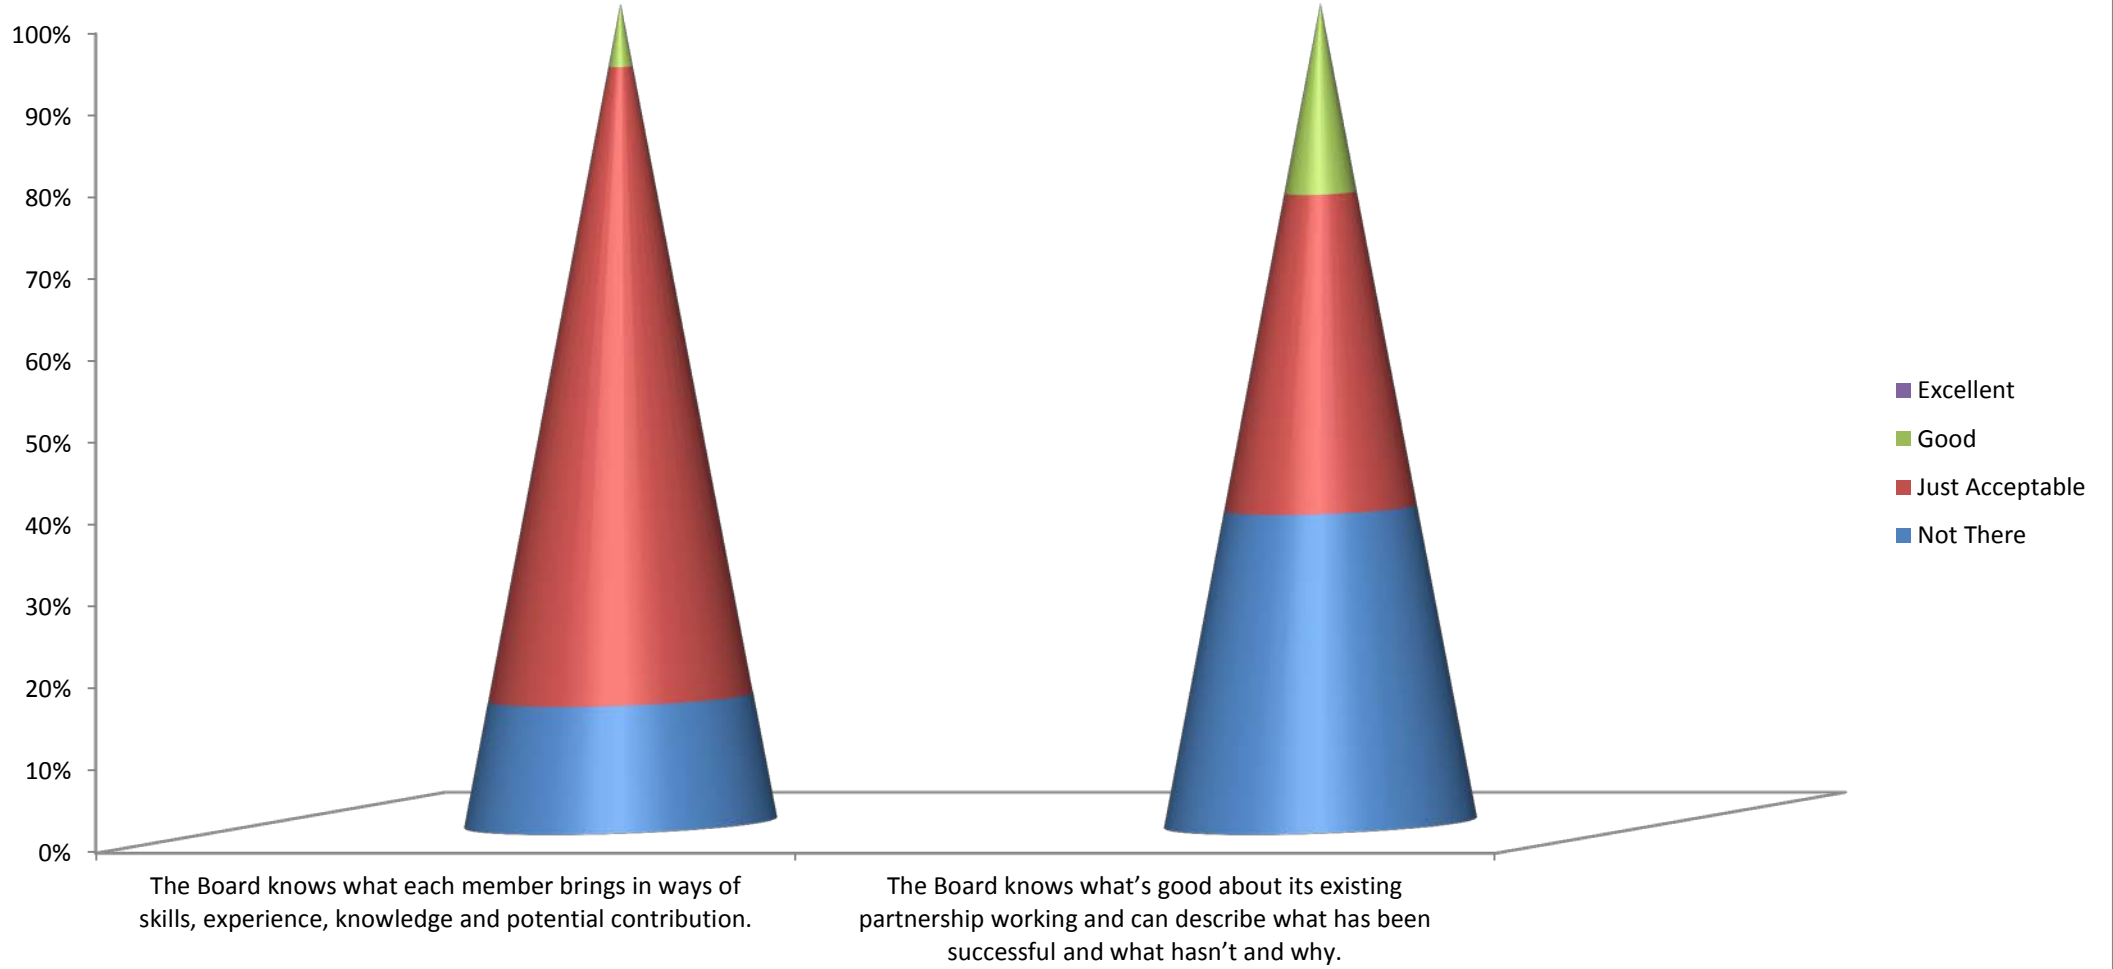 100%
90%
80%
70%
60%
50%
40%
30%
20%
10%
0%
The Board knows what each member brings in ways of
skills, experience, knowledge and potential contribution.
The Board knows what’s good about its existing
partnership working and can describe what has been
successful and what hasn’t and why.
Excellent
Good
Just Acceptable
Not There